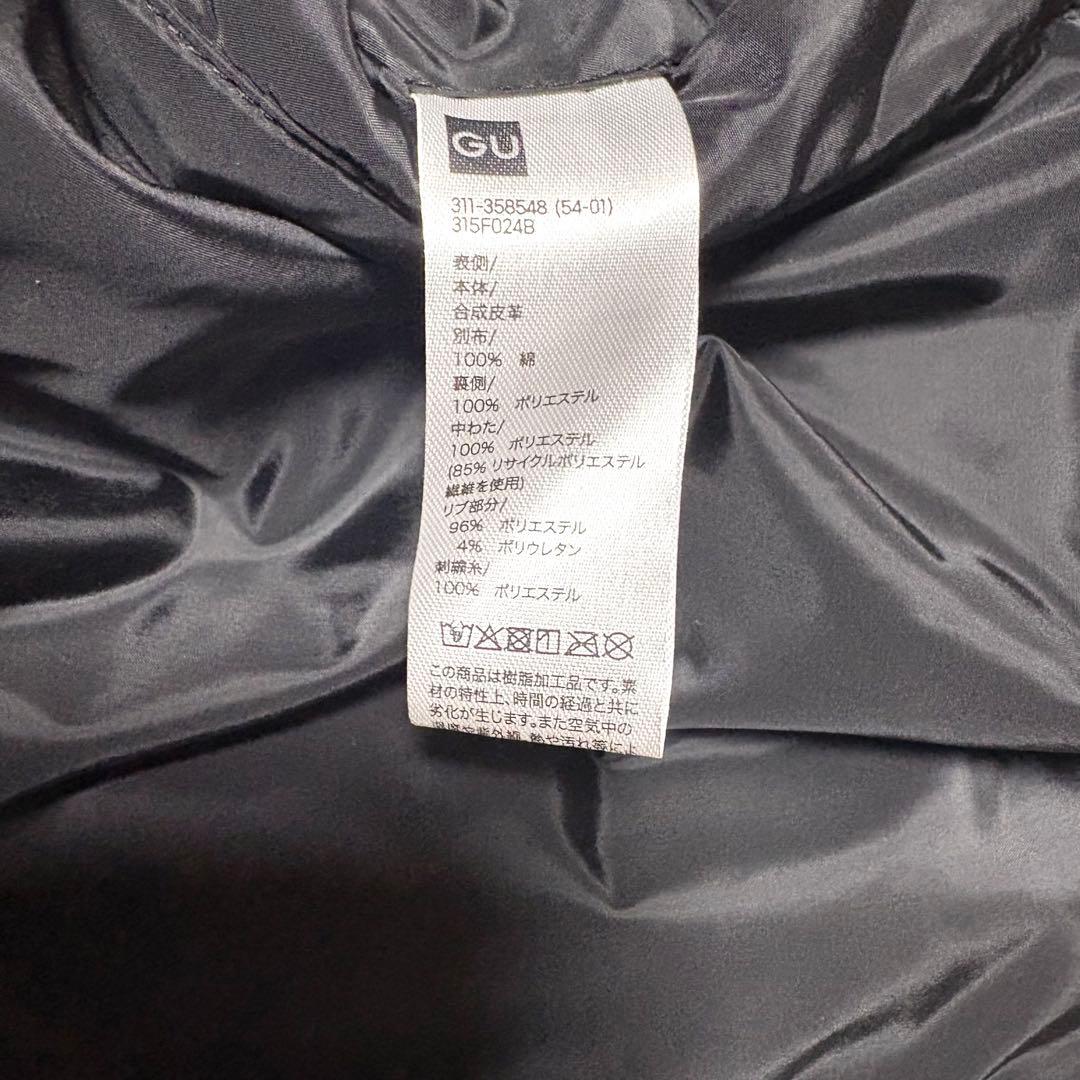 GU
311-358548 (54-01)
315F024B
表側/
本体/
合成皮革
別布/
100% 綿
裏側/
100% ポリエステル
中わた/
100% ポリエステル
(85% リサイクルポリエステル
繊維を使用)
リブ部分/
96% ポリエステル
4% ポリウレタン
刺繍糸/
100% ポリエステル
この商品は樹脂加工品です。素
材の特性上、時間の経過と共に
劣化が生じます。また空気中の